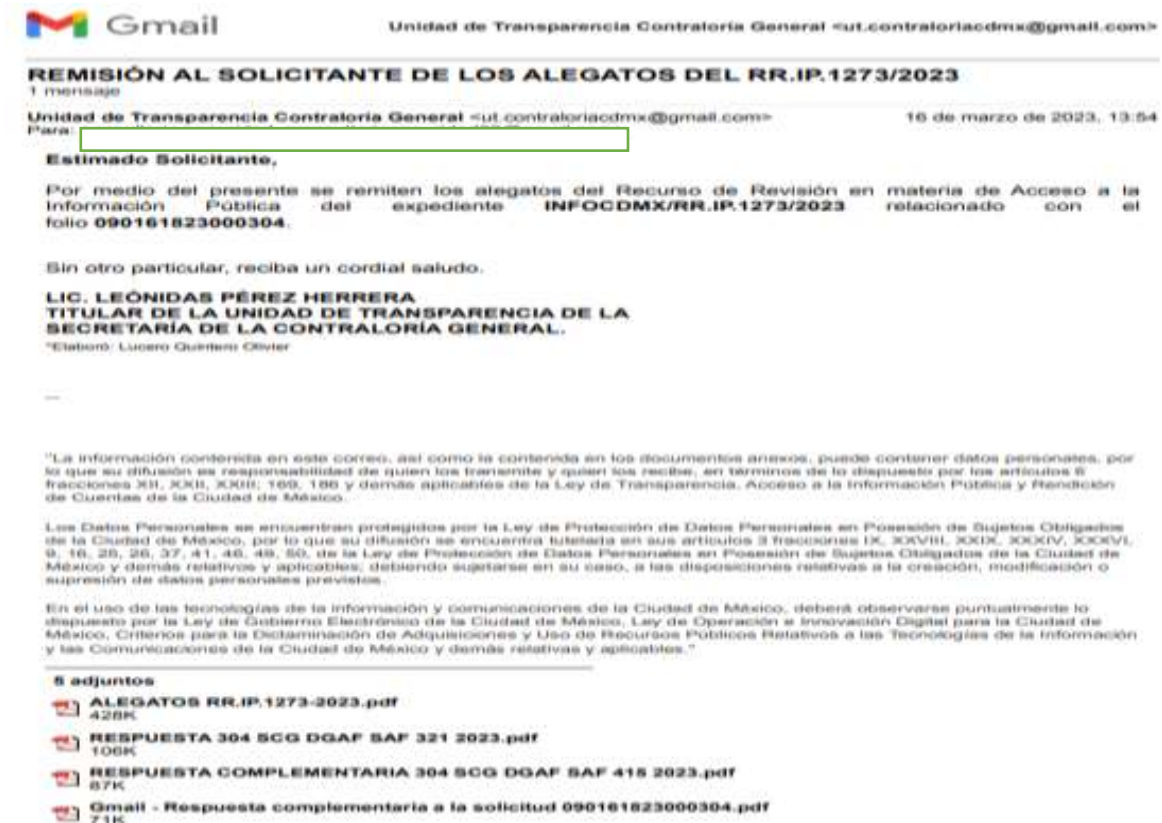 Gmail
Unidad de Transparencia Contraloría General <ut.contraloriacdmx@gmail.com>
REMISIÓN AL SOLICITANTE DE LOS ALEGATOS DEL RR.IP.1273/2023
1 mensaje
Unidad de Transparencia Contraloría General <ut.contraloriacdmx@gmail.com>
16 de marzo de 2023, 13:54
Para:
Estimado Solicitante,
Por medio del presente se remiten los alegatos del Recurso de Revisión en materia de Acceso a la
Información Pública del expediente INFOCDMX/RR.IP.1273/2023 relacionado con el
folio 090161823000304.
Sin otro particular, reciba un cordial saludo.
LIC. LEÓNIDAS PÉREZ HERRERA
TITULAR DE LA UNIDAD DE TRANSPARENCIA DE LA
SECRETARÍA DE LA CONTRALORÍA GENERAL.
*Elaboró: Lucero Quintero Olivier
--
"La información contenida en este correo, así como la contenida en los documentos anexos, puede contener datos personales, por
lo que su difusión es responsabilidad de quien los transmite y quien los recibe, en términos de lo dispuesto por los artículos 6
fracciones XII, XXII, XXIII; 169, 186 y demás aplicables de la Ley de Transparencia, Acceso a la Información Pública y Rendición
de Cuentas de la Ciudad de México.
Los Datos Personales se encuentran protegidos por la Ley de Protección de Datos Personales en Posesión de Sujetos Obligados
de la Ciudad de México, por lo que su difusión se encuentra tutelada en sus artículos 3 fracciones IX, XXVIII, XXIX, XXXIV, XXXVI,
9, 16, 25, 26, 37, 41, 46, 49, 50, de la Ley de Protección de Datos Personales en Posesión de Sujetos Obligados de la Ciudad de
México y demás relativos y aplicables, debiendo sujetarse en su caso, a las disposiciones relativas a la creación, modificación o
supresión de datos personales previstos.
En el uso de las tecnologías de la información y comunicaciones de la Ciudad de México, deberá observarse puntualmente lo
dispuesto por la Ley de Gobierno Electrónico de la Ciudad de México, Ley de Operación e Innovación Digital para la Ciudad de
México, Criterios para la Dictaminación de Adquisiciones y Uso de Recursos Públicos Relativos a las Tecnologías de la Información
y las Comunicaciones de la Ciudad de México y demás relativas y aplicables."
5 adjuntos
ALEGATOS RR.IP.1273-2023.pdf
428K
RESPUESTA 304 SCG DGAF SAF 321 2023.pdf
106K
RESPUESTA COMPLEMENTARIA 304 SCG DGAF SAF 415 2023.pdf
87K
Gmail - Respuesta complementaria a la solicitud 090161823000304.pdf
71K